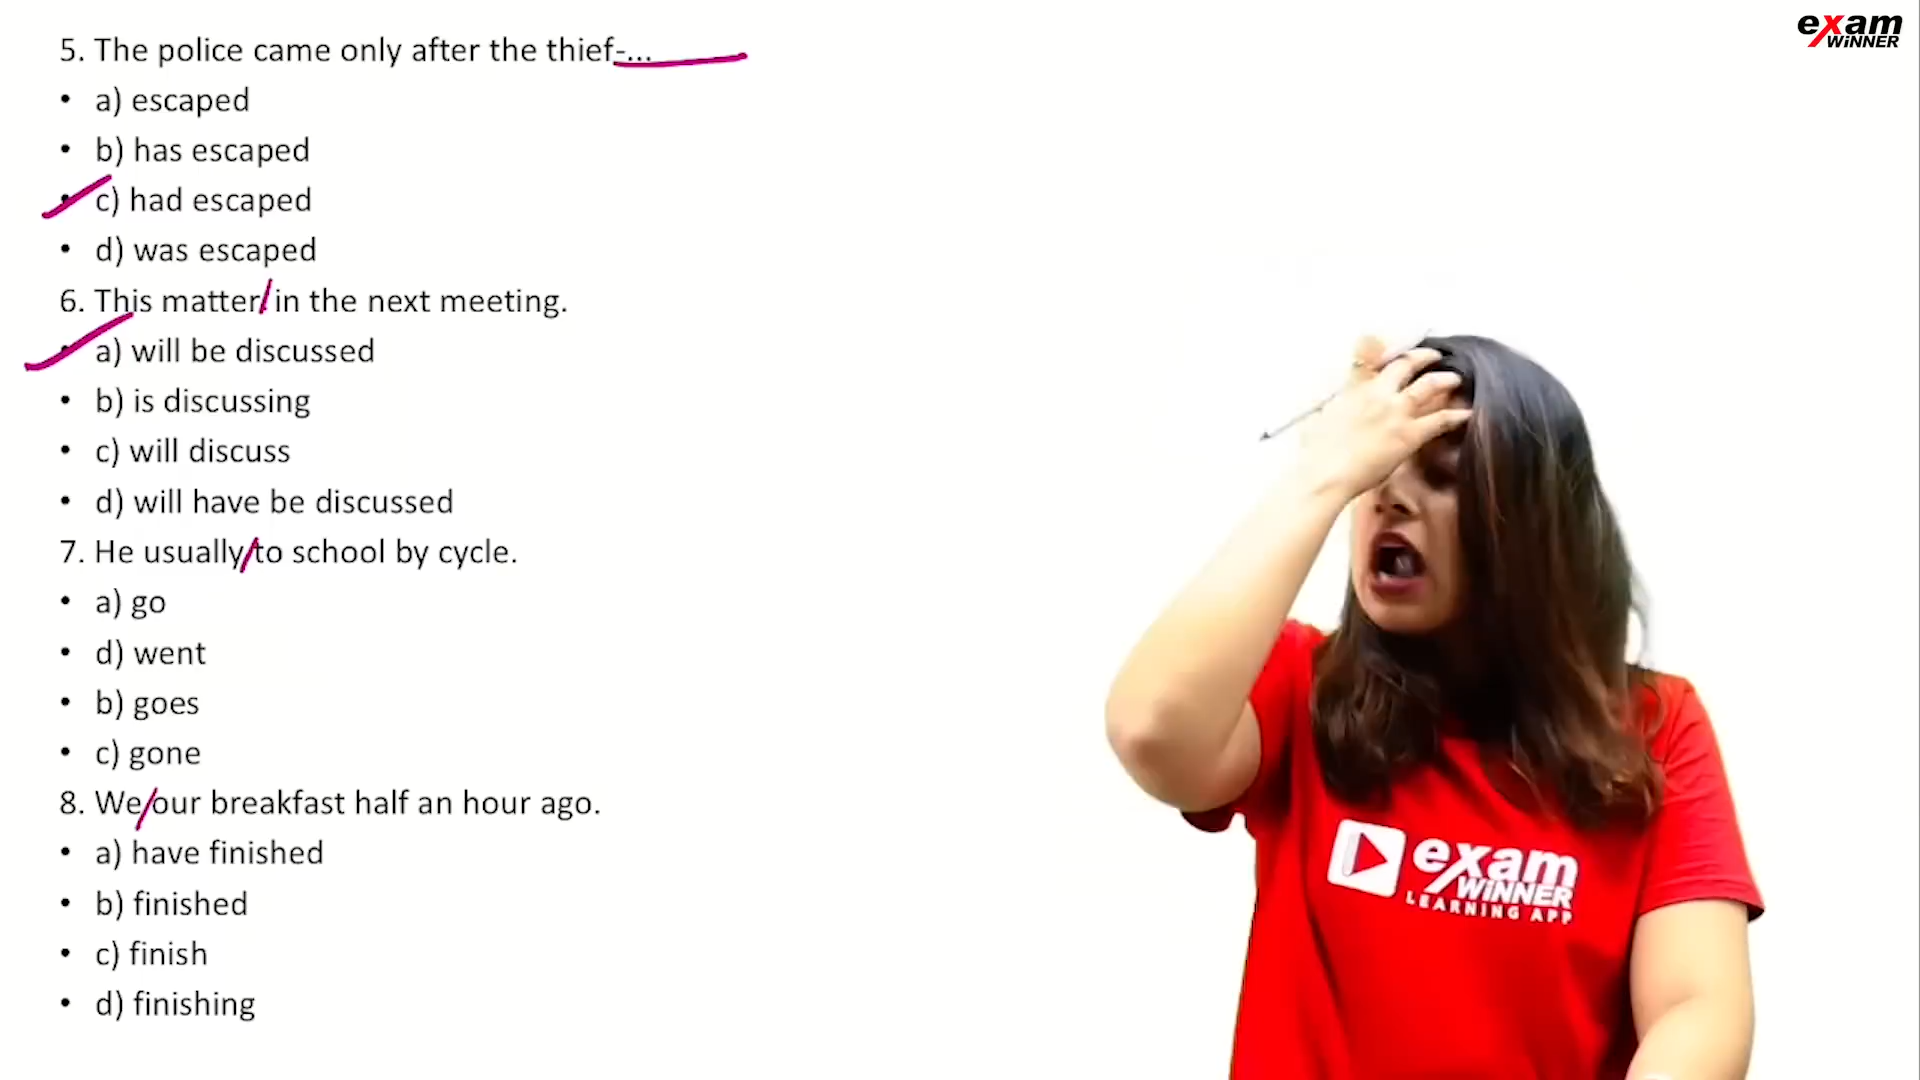 exam
WiNNER
5. The police came only after the thief-...
• a) escaped
• b) has escaped
• c) had escaped
• d) was escaped
6. This matter/ in the next meeting.
• a) will be discussed
• b) is discussing
• c) will discuss
• d) will have be discussed
7. He usually/to school by cycle.
• a) go
• d) went
• b) goes
• c) gone
8. We/our breakfast half an hour ago.
• a) have finished
• b) finished
• c) finish
• d) finishing
exam
WiNNER
LEARNING APP